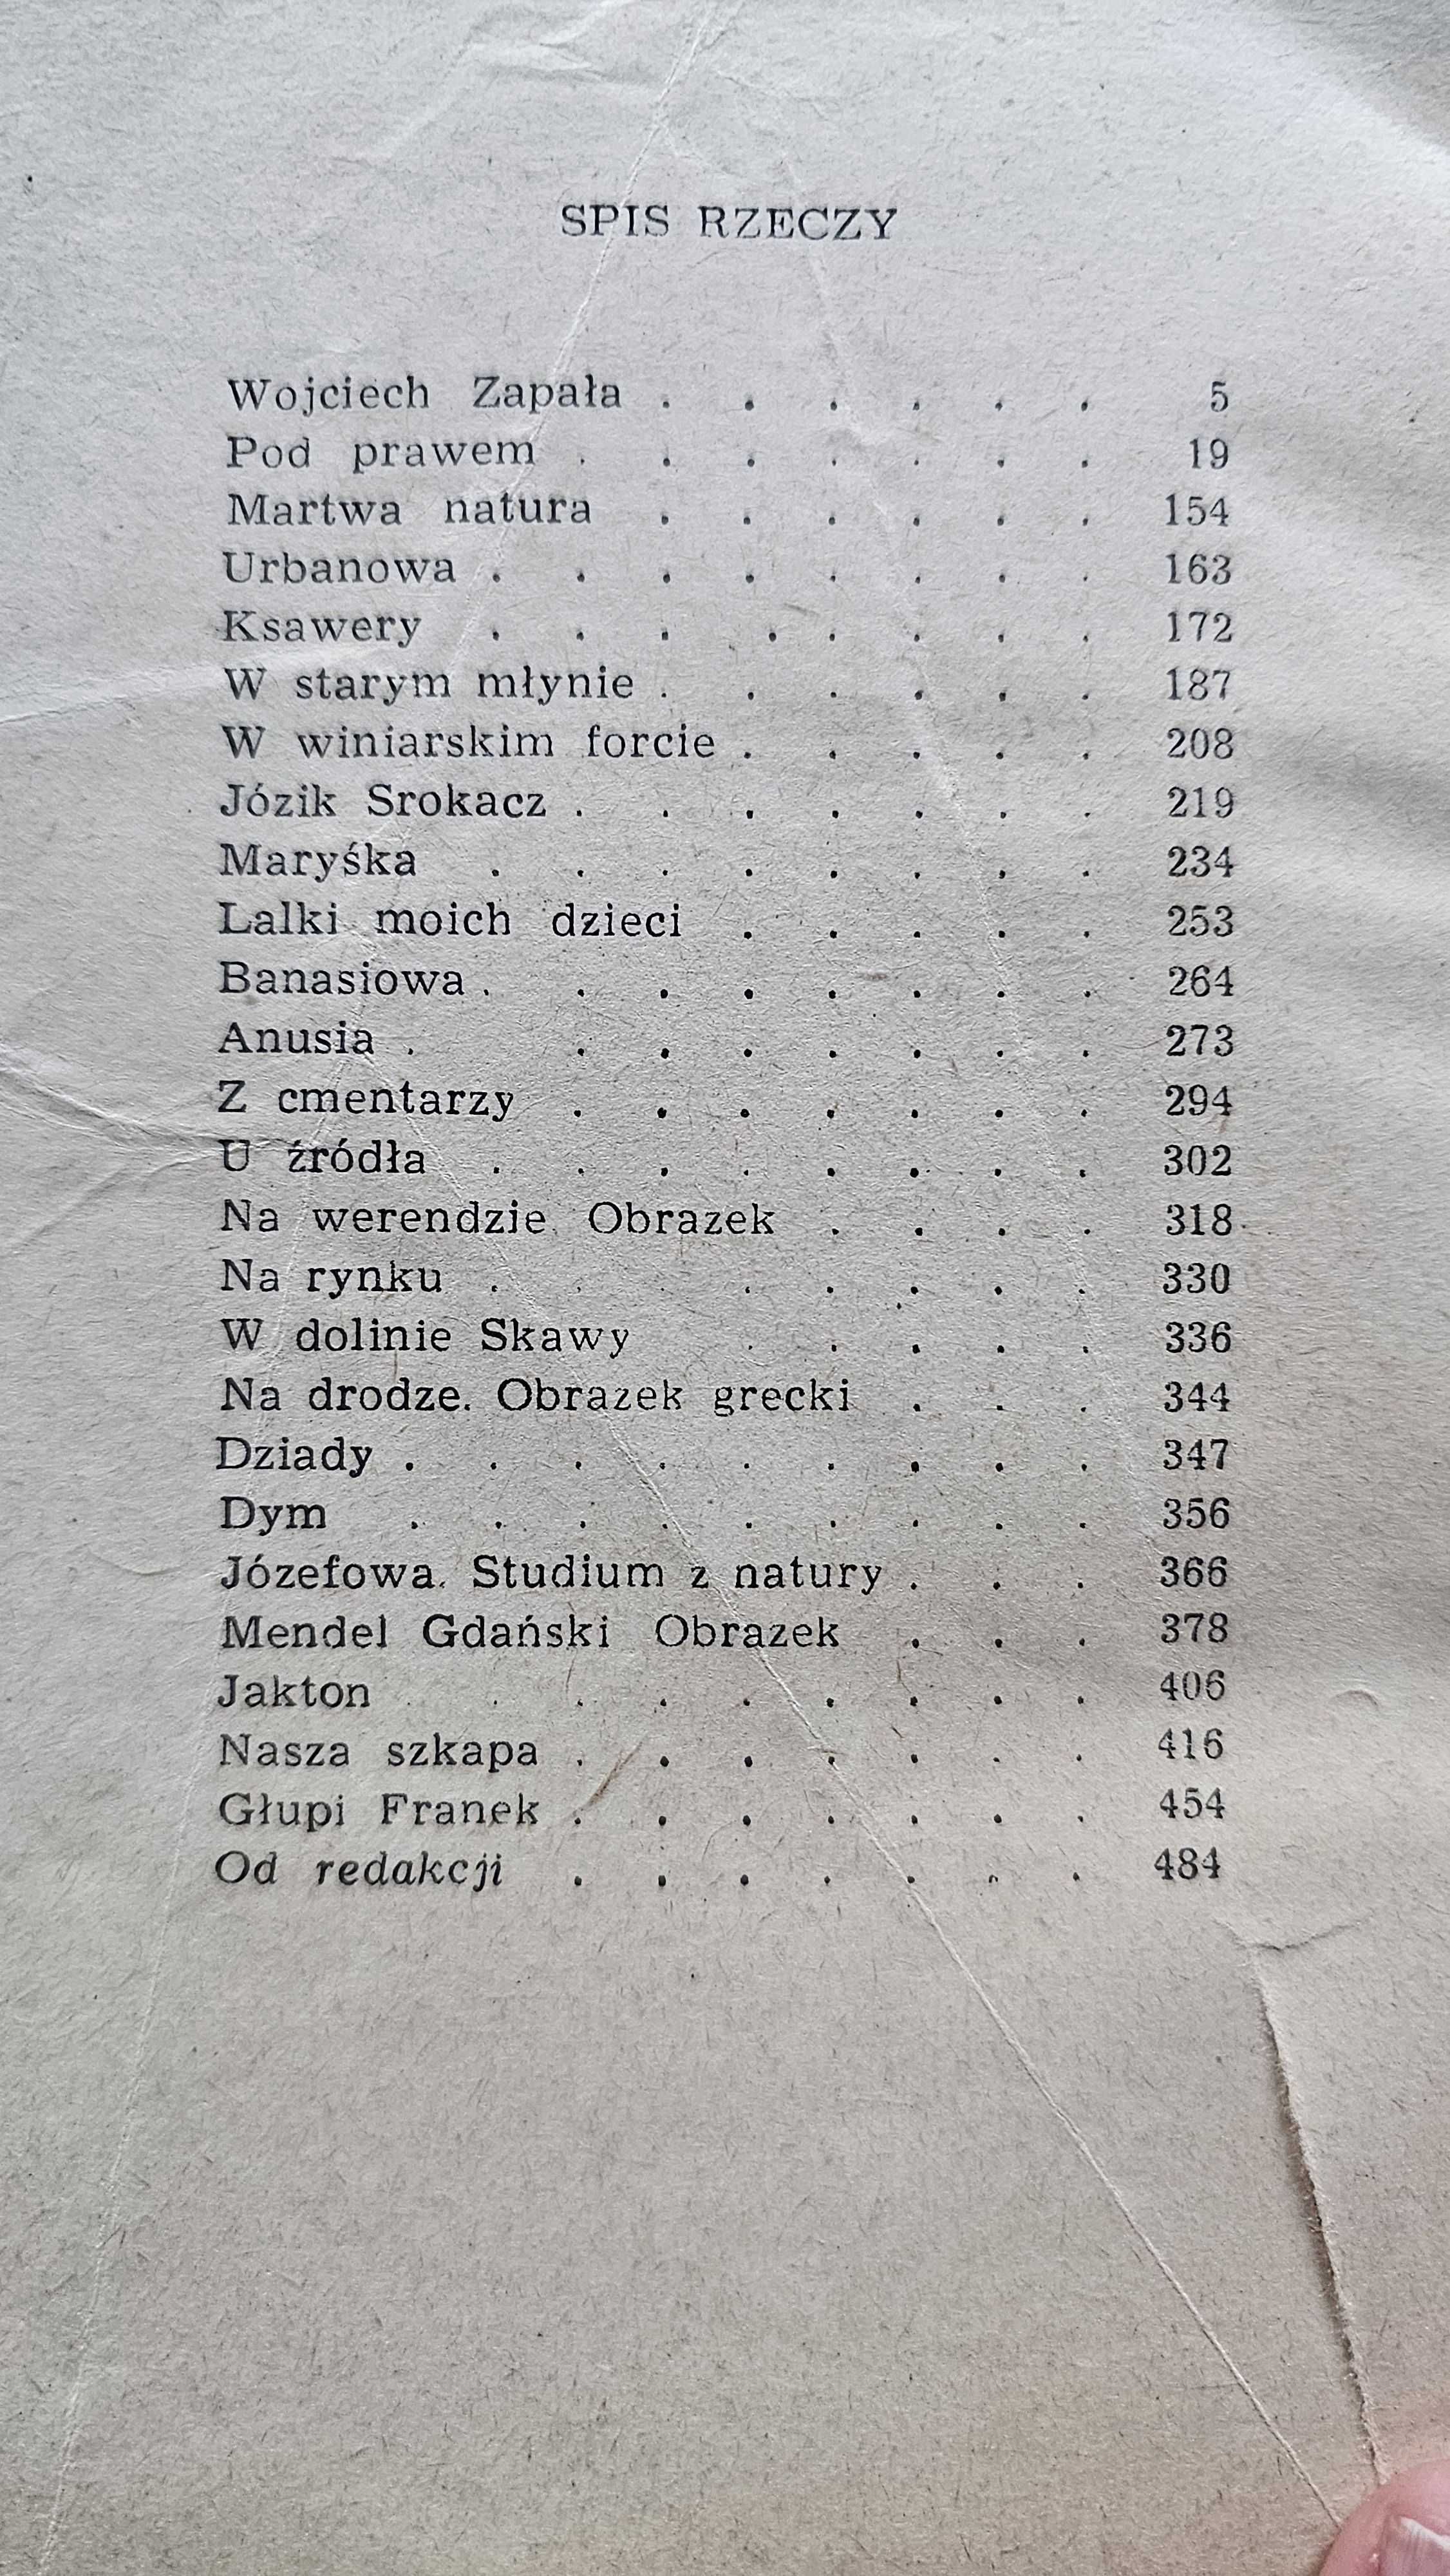 SPIS RZECZY
Wojciech Zapała . . . . . . 5
Pod prawem . . . . . . . 19
Martwa natura . . . . . . 154
Urbanowa . . . . . . . . 163
Ksawery . . . . . . . . 172
W starym młynie . . . . . . 187
W winiarskim forcie . . . . . 208
Józik Srokacz . . . . . . . 219
Maryśka . . . . . . . . 234
Lalki moich dzieci . . . . . 253
Banasiowa . . . . . . . . 264
Anusia . . . . . . . . 273
Z cmentarzy . . . . . . . 294
U źródła . . . . . . . . 302
Na werendzie. Obrazek . . . . 318
Na rynku . . . . . . . . 330
W dolinie Skawy . . . . . 336
Na drodze. Obrazek grecki . . . 344
Dziady . . . . . . . . . 347
Dym . . . . . . . . . 356
Józefowa. Studium z natury . . . 366
Mendel Gdański Obrazek . . . 378
Jakton . . . . . . . . 406
Nasza szkapa . . . . . . . 416
Głupi Franek . . . . . . . 454
Od redakcji . . . . . . . 484